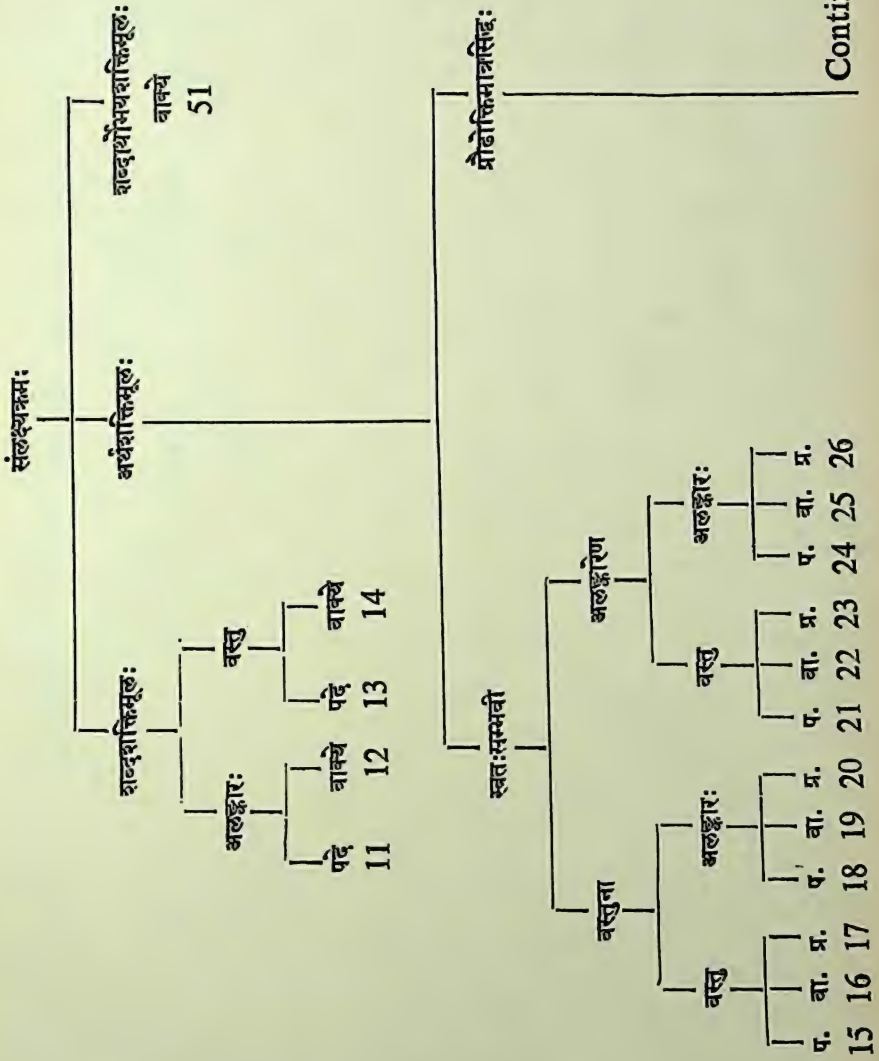 संलक्ष्यक्रमः
शब्दशक्तिमूलः अर्थशक्तिमूलः शब्दार्थोभयशक्तिमूलः
वाक्ये
51
अलङ्कारः वस्तु
पदे वाक्ये पदे वाक्ये
11 12 13 14
स्वतःसम्भवी प्रौढोक्तिमात्रसिद्धः
वस्तुना अलङ्कारेण
वस्तु अलङ्कारः वस्तु अलङ्कारः
प. वा. प्र. प. वा. प्र. प. वा. प्र. प. वा. प्र.
15 16 17 18 19 20 21 22 23 24 25 26